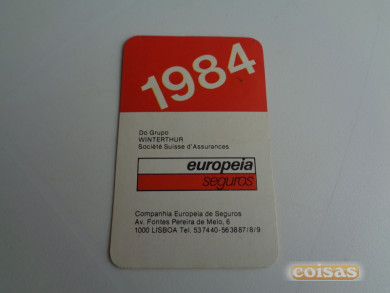 1984
Do Grupo
WINTERTHUR
Société Suisse d'Assurances
europeia
seguros
Companhia Europeia de Seguros
Av. Fontes Pereira de Melo, 6
1000 LISBOA Tel. 537440-563887/8/9
coisas